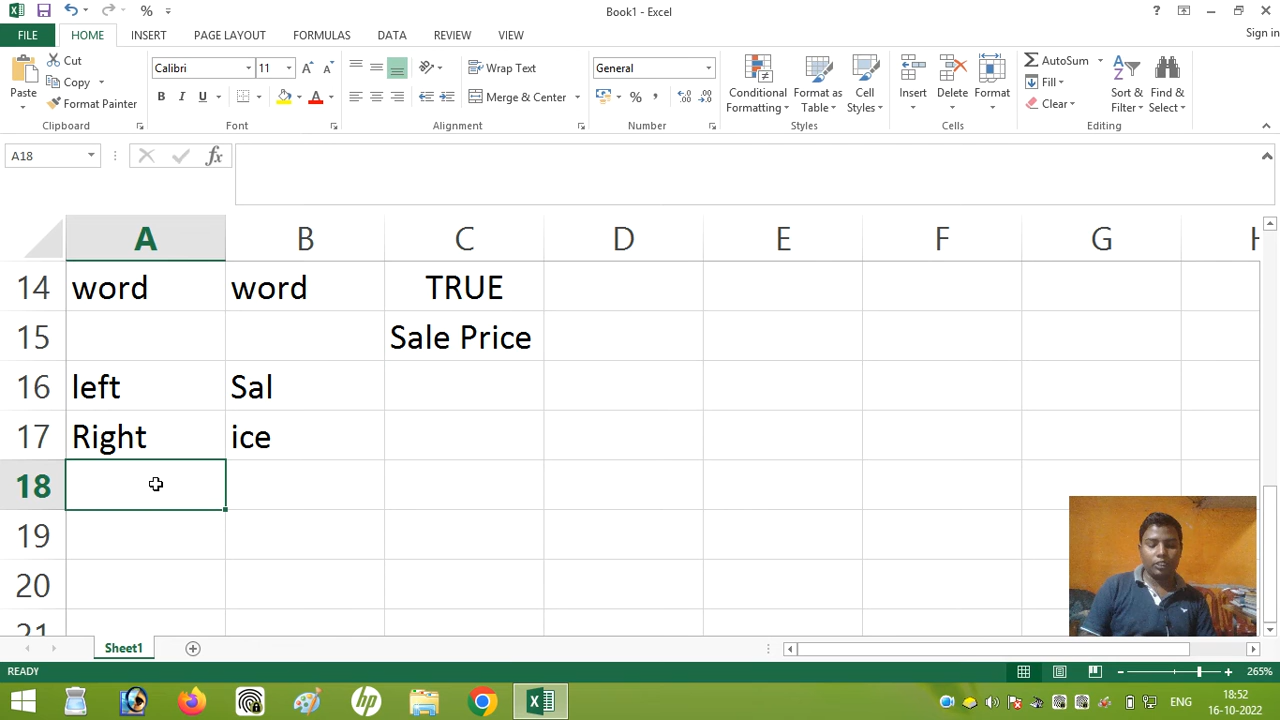 Book1 - Excel
%
?
FILE HOME INSERT PAGE LAYOUT FORMULAS DATA REVIEW VIEW Sign in
Cut
Copy
Format Painter
Paste
Calibri 11
B I U
Wrap Text
Merge & Center
General
%
Conditional
Formatting
Format as
Table
Cell
Styles
Insert Delete Format
AutoSum
Fill
Clear
Sort &
Filter
Find &
Select
Clipboard Font Alignment Number Styles Cells Editing
A18 fx
A B C D E F G H
14 word word TRUE
15 Sale Price
16 left Sal
17 Right ice
18
19
20
21
Sheet1
READY 265%
hp
ENG
18:52
16-10-2022